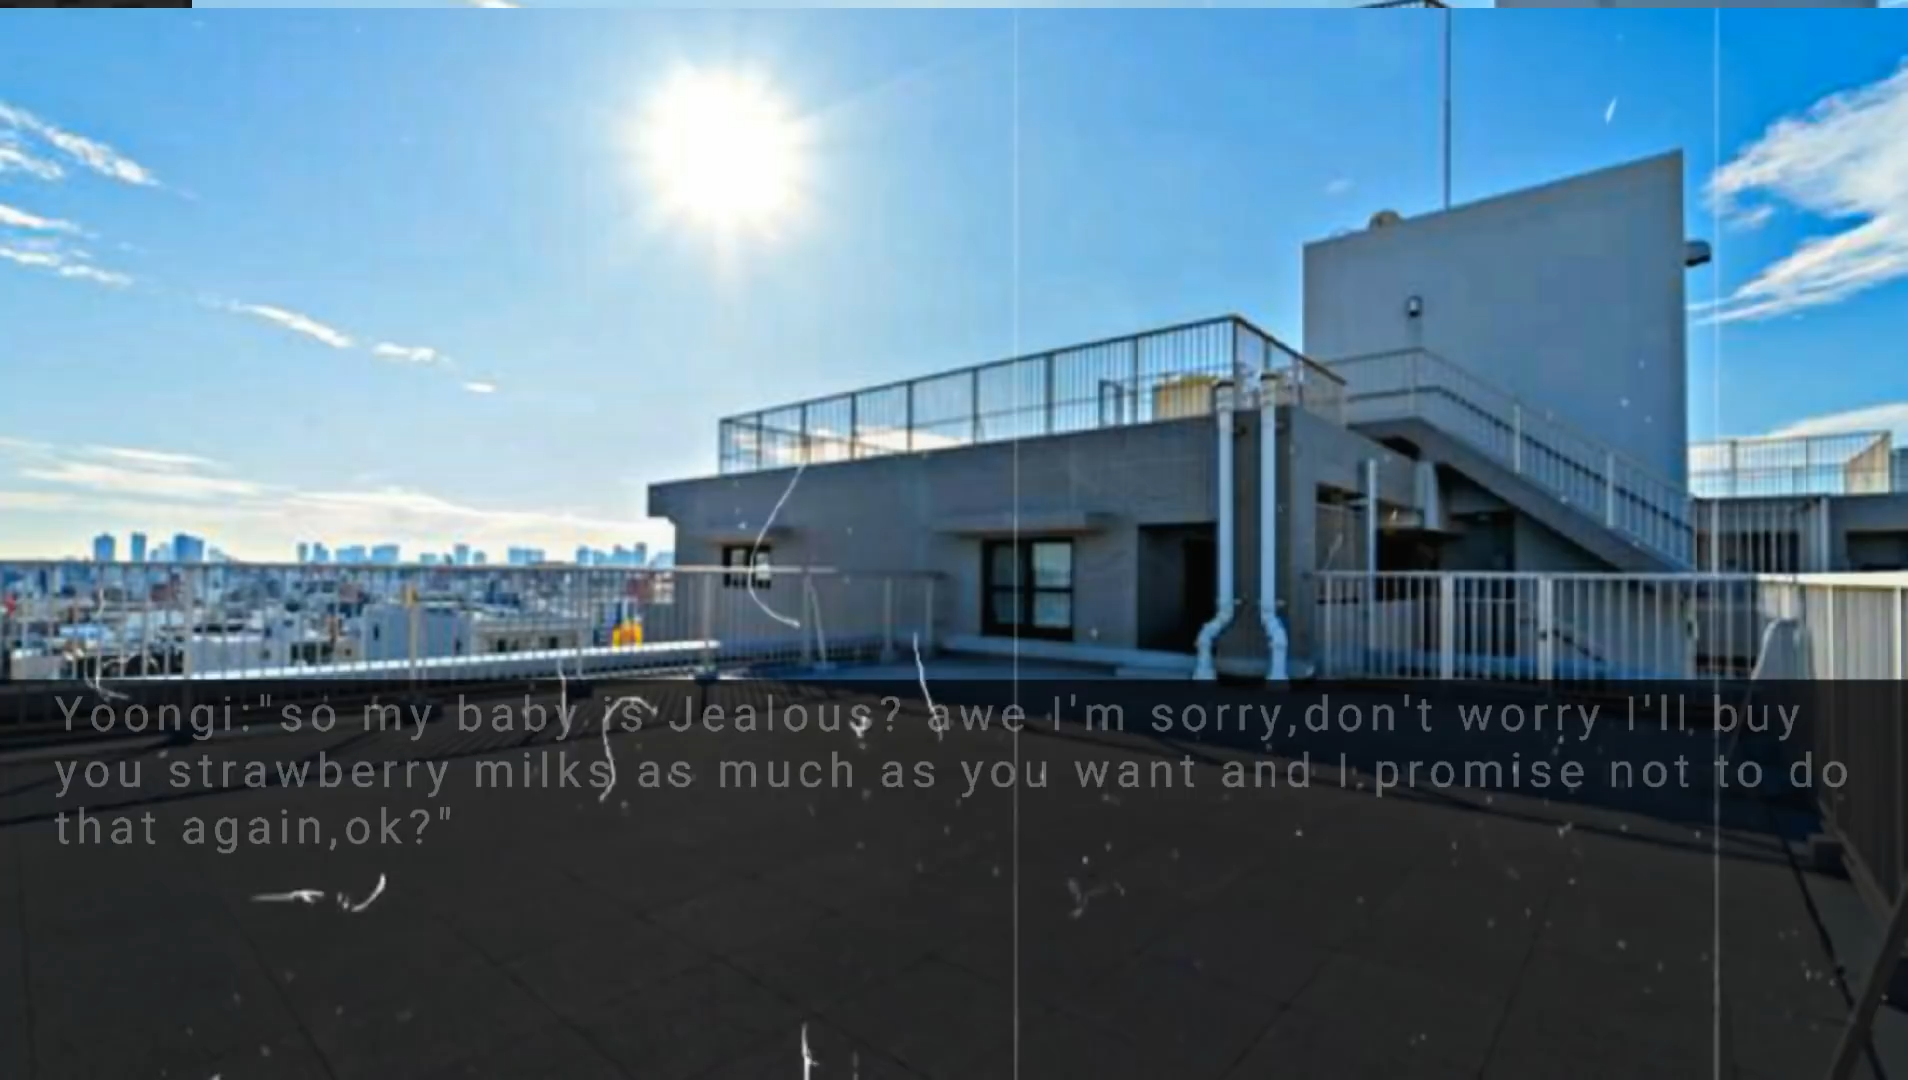 Yoongi:"so my baby is Jealous? awe I'm sorry,don't worry I'll buy
you strawberry milks as much as you want and I promise not to do
that again,ok?"